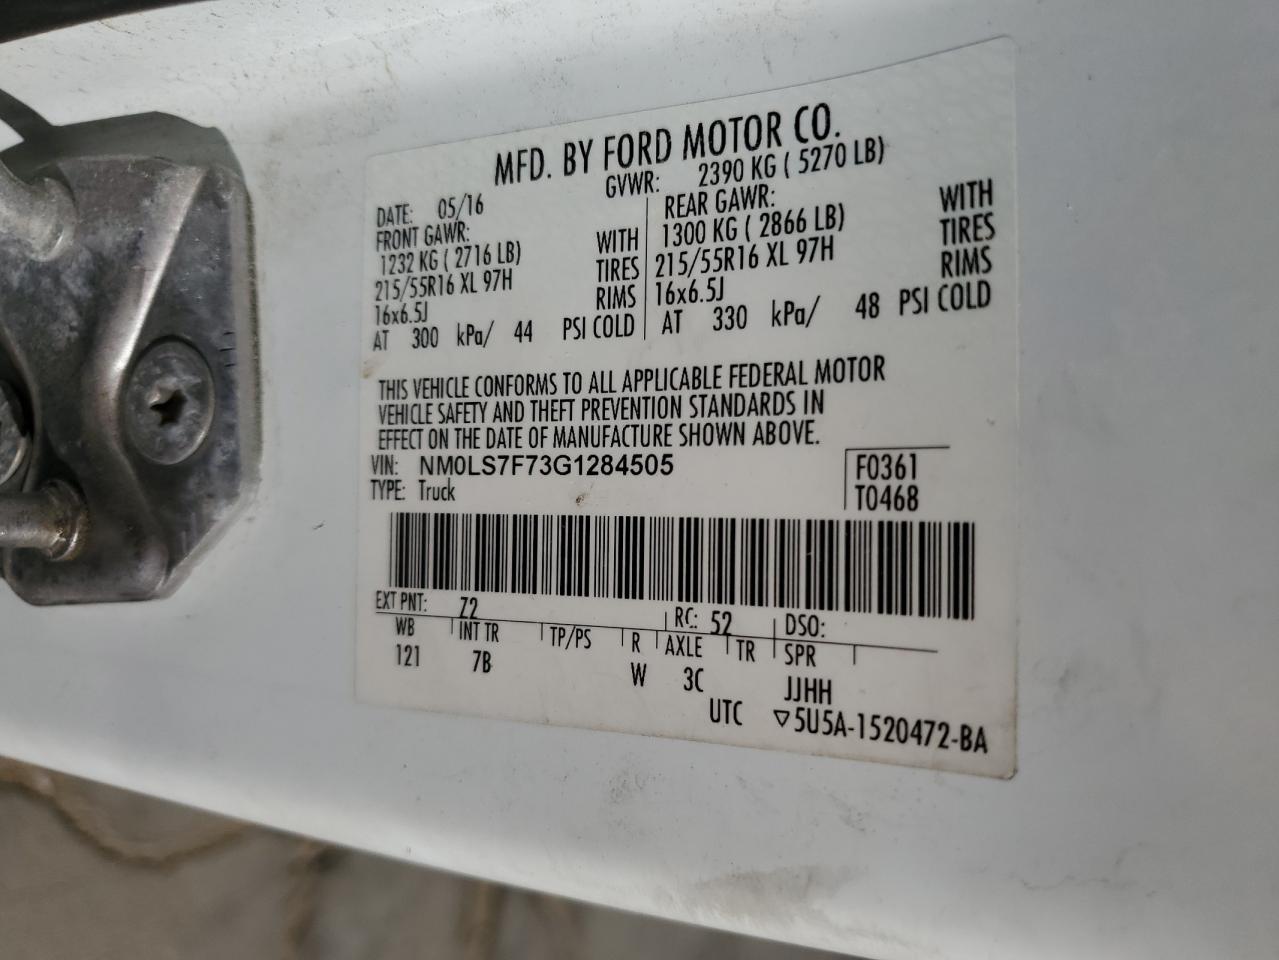 MFD. BY FORD MOTOR CO.
DATE: 05/16 GVWR: 2390 KG ( 5270 LB)
FRONT GAWR: REAR GAWR:
1232 KG ( 2716 LB) WITH 1300 KG ( 2866 LB) WITH
215/55R16 XL 97H TIRES 215/55R16 XL 97H TIRES
16x6.5J RIMS 16x6.5J RIMS
AT 300 kPa/ 44 PSI COLD AT 330 kPa/ 48 PSI COLD
THIS VEHICLE CONFORMS TO ALL APPLICABLE FEDERAL MOTOR
VEHICLE SAFETY AND THEFT PREVENTION STANDARDS IN
EFFECT ON THE DATE OF MANUFACTURE SHOWN ABOVE.
VIN: NM0LS7F73G1284505 F0361
TYPE: Truck T0468
EXT PNT: Z2 RC: 52 DSO:
WB INT TR TP/PS R AXLE TR SPR
121 7B W 3C JJHH
UTC ▽5U5A-1520472-BA